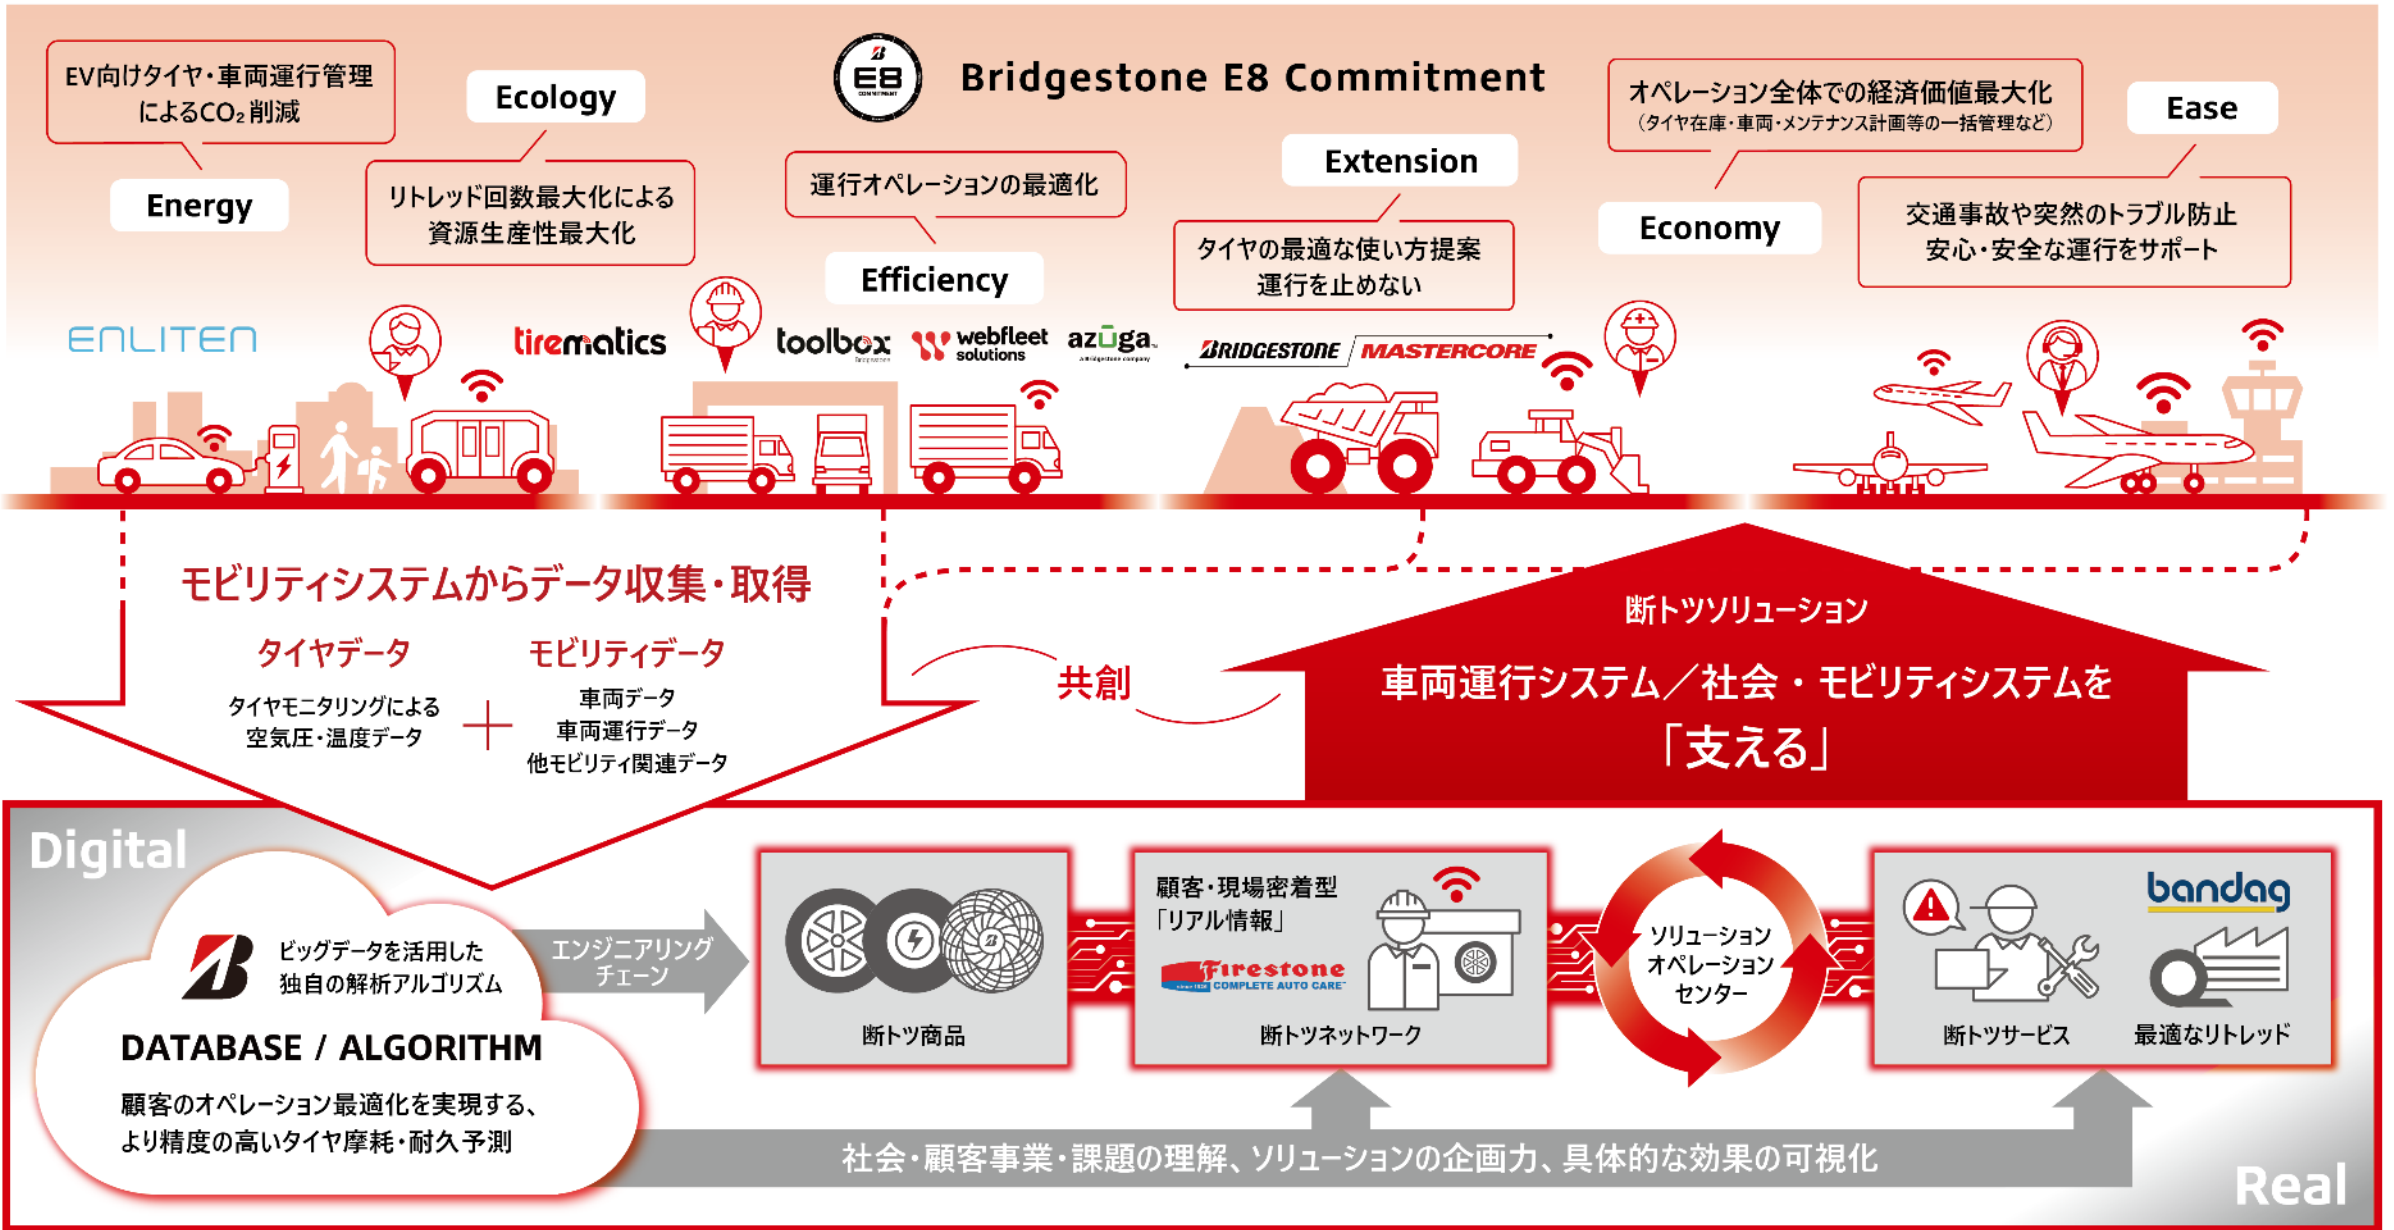 Bridgestone E8 Commitment
E8
COMMITMENT
EV向けタイヤ・車両運行管理
によるCO₂削減
Energy
Ecology
リトレッド回数最大化による
資源生産性最大化
運行オペレーションの最適化
Efficiency
Extension
タイヤの最適な使い方提案
運行を止めない
オペレーション全体での経済価値最大化
（タイヤ在庫・車両・メンテナンス計画等の一括管理など）
Economy
Ease
交通事故や突然のトラブル防止
安心・安全な運行をサポート
ENLITEN
tirematics
toolbox
Bridgestone
webfleet
solutions
azuga
A Bridgestone company
BRIDGESTONE
MASTERCORE
モビリティシステムからデータ収集・取得
タイヤデータ
タイヤモニタリングによる
空気圧・温度データ
モビリティデータ
車両データ
車両運行データ
他モビリティ関連データ
共創
断トツソリューション
車両運行システム／社会・モビリティシステムを
「支える」
Digital
ビッグデータを活用した
独自の解析アルゴリズム
DATABASE / ALGORITHM
顧客のオペレーション最適化を実現する、
より精度の高いタイヤ摩耗・耐久予測
エンジニアリング
チェーン
断トツ商品
顧客・現場密着型
「リアル情報」
Firestone
COMPLETE AUTO CARE
断トツネットワーク
ソリューション
オペレーション
センター
断トツサービス
bandag
最適なリトレッド
社会・顧客事業・課題の理解、ソリューションの企画力、具体的な効果の可視化
Real